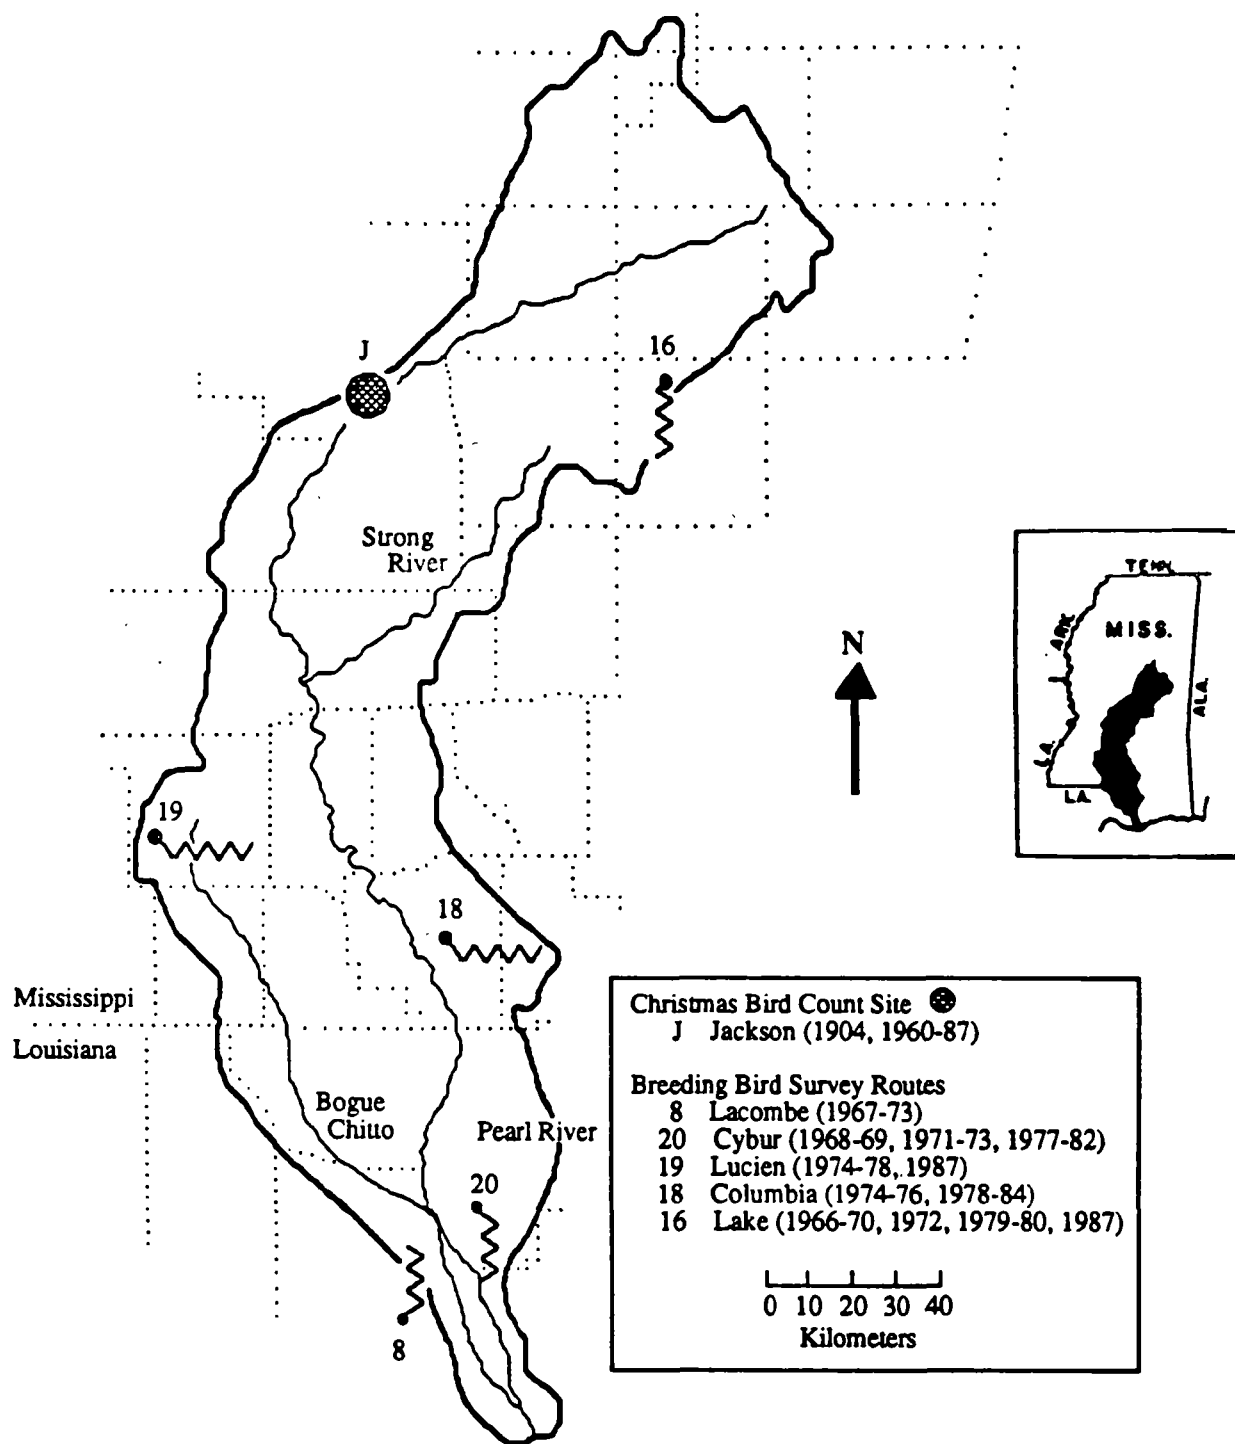 J
16
Strong
River
N
TENN.
ARK.
MISS.
ALA.
LA.
LA.
19
18
Mississippi
Louisiana
Bogue
Chitto
Pearl River
20
8
Christmas Bird Count Site
J Jackson (1904, 1960-87)
Breeding Bird Survey Routes
8 Lacombe (1967-73)
20 Cybur (1968-69, 1971-73, 1977-82)
19 Lucien (1974-78, 1987)
18 Columbia (1974-76, 1978-84)
16 Lake (1966-70, 1972, 1979-80, 1987)
0 10 20 30 40
Kilometers